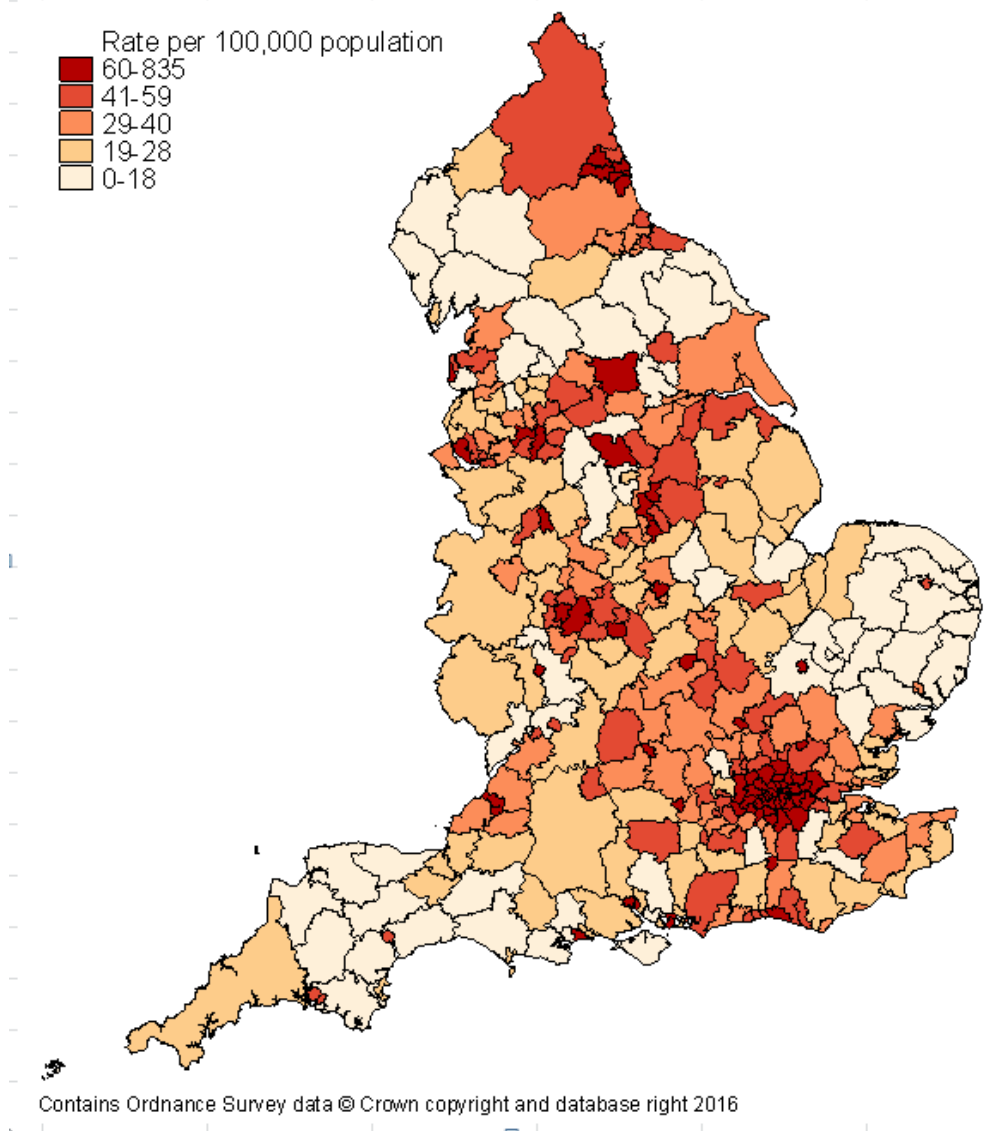 Rate per 100,000 population
60-835
41-59
29-40
19-28
0-18
Contains Ordnance Survey data © Crown copyright and database right 2016